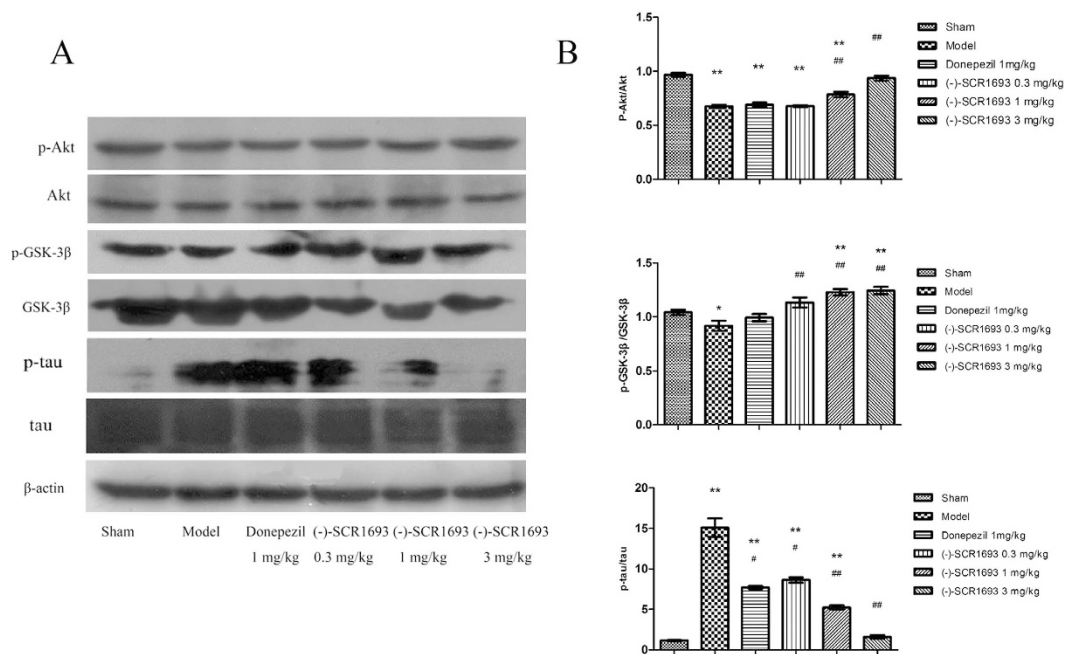 A
p-Akt
Akt
p-GSK-3β
GSK-3β
p-tau
tau
β-actin
Sham Model Donepezil (-)-SCR1693 (-)-SCR1693 (-)-SCR1693
1 mg/kg 0.3 mg/kg 1 mg/kg 3 mg/kg
B
P-Akt/Akt
1.5
1.0
0.5
0.0
** ** ** ** ##
##
Sham
Model
Donepezil 1mg/kg
(-)-SCR1693 0.3 mg/kg
(-)-SCR1693 1 mg/kg
(-)-SCR1693 3 mg/kg
p-GSK-3β /GSK-3β
1.5
1.0
0.5
0.0
* ## ** **
## ##
Sham
Model
Donepezil 1mg/kg
(-)-SCR1693 0.3 mg/kg
(-)-SCR1693 1 mg/kg
(-)-SCR1693 3 mg/kg
p-tau/tau
20
15
10
5
0
** ** ** **
# # ## ##
Sham
Model
Donepezil 1mg/kg
(-)-SCR1693 0.3 mg/kg
(-)-SCR1693 1 mg/kg
(-)-SCR1693 3 mg/kg